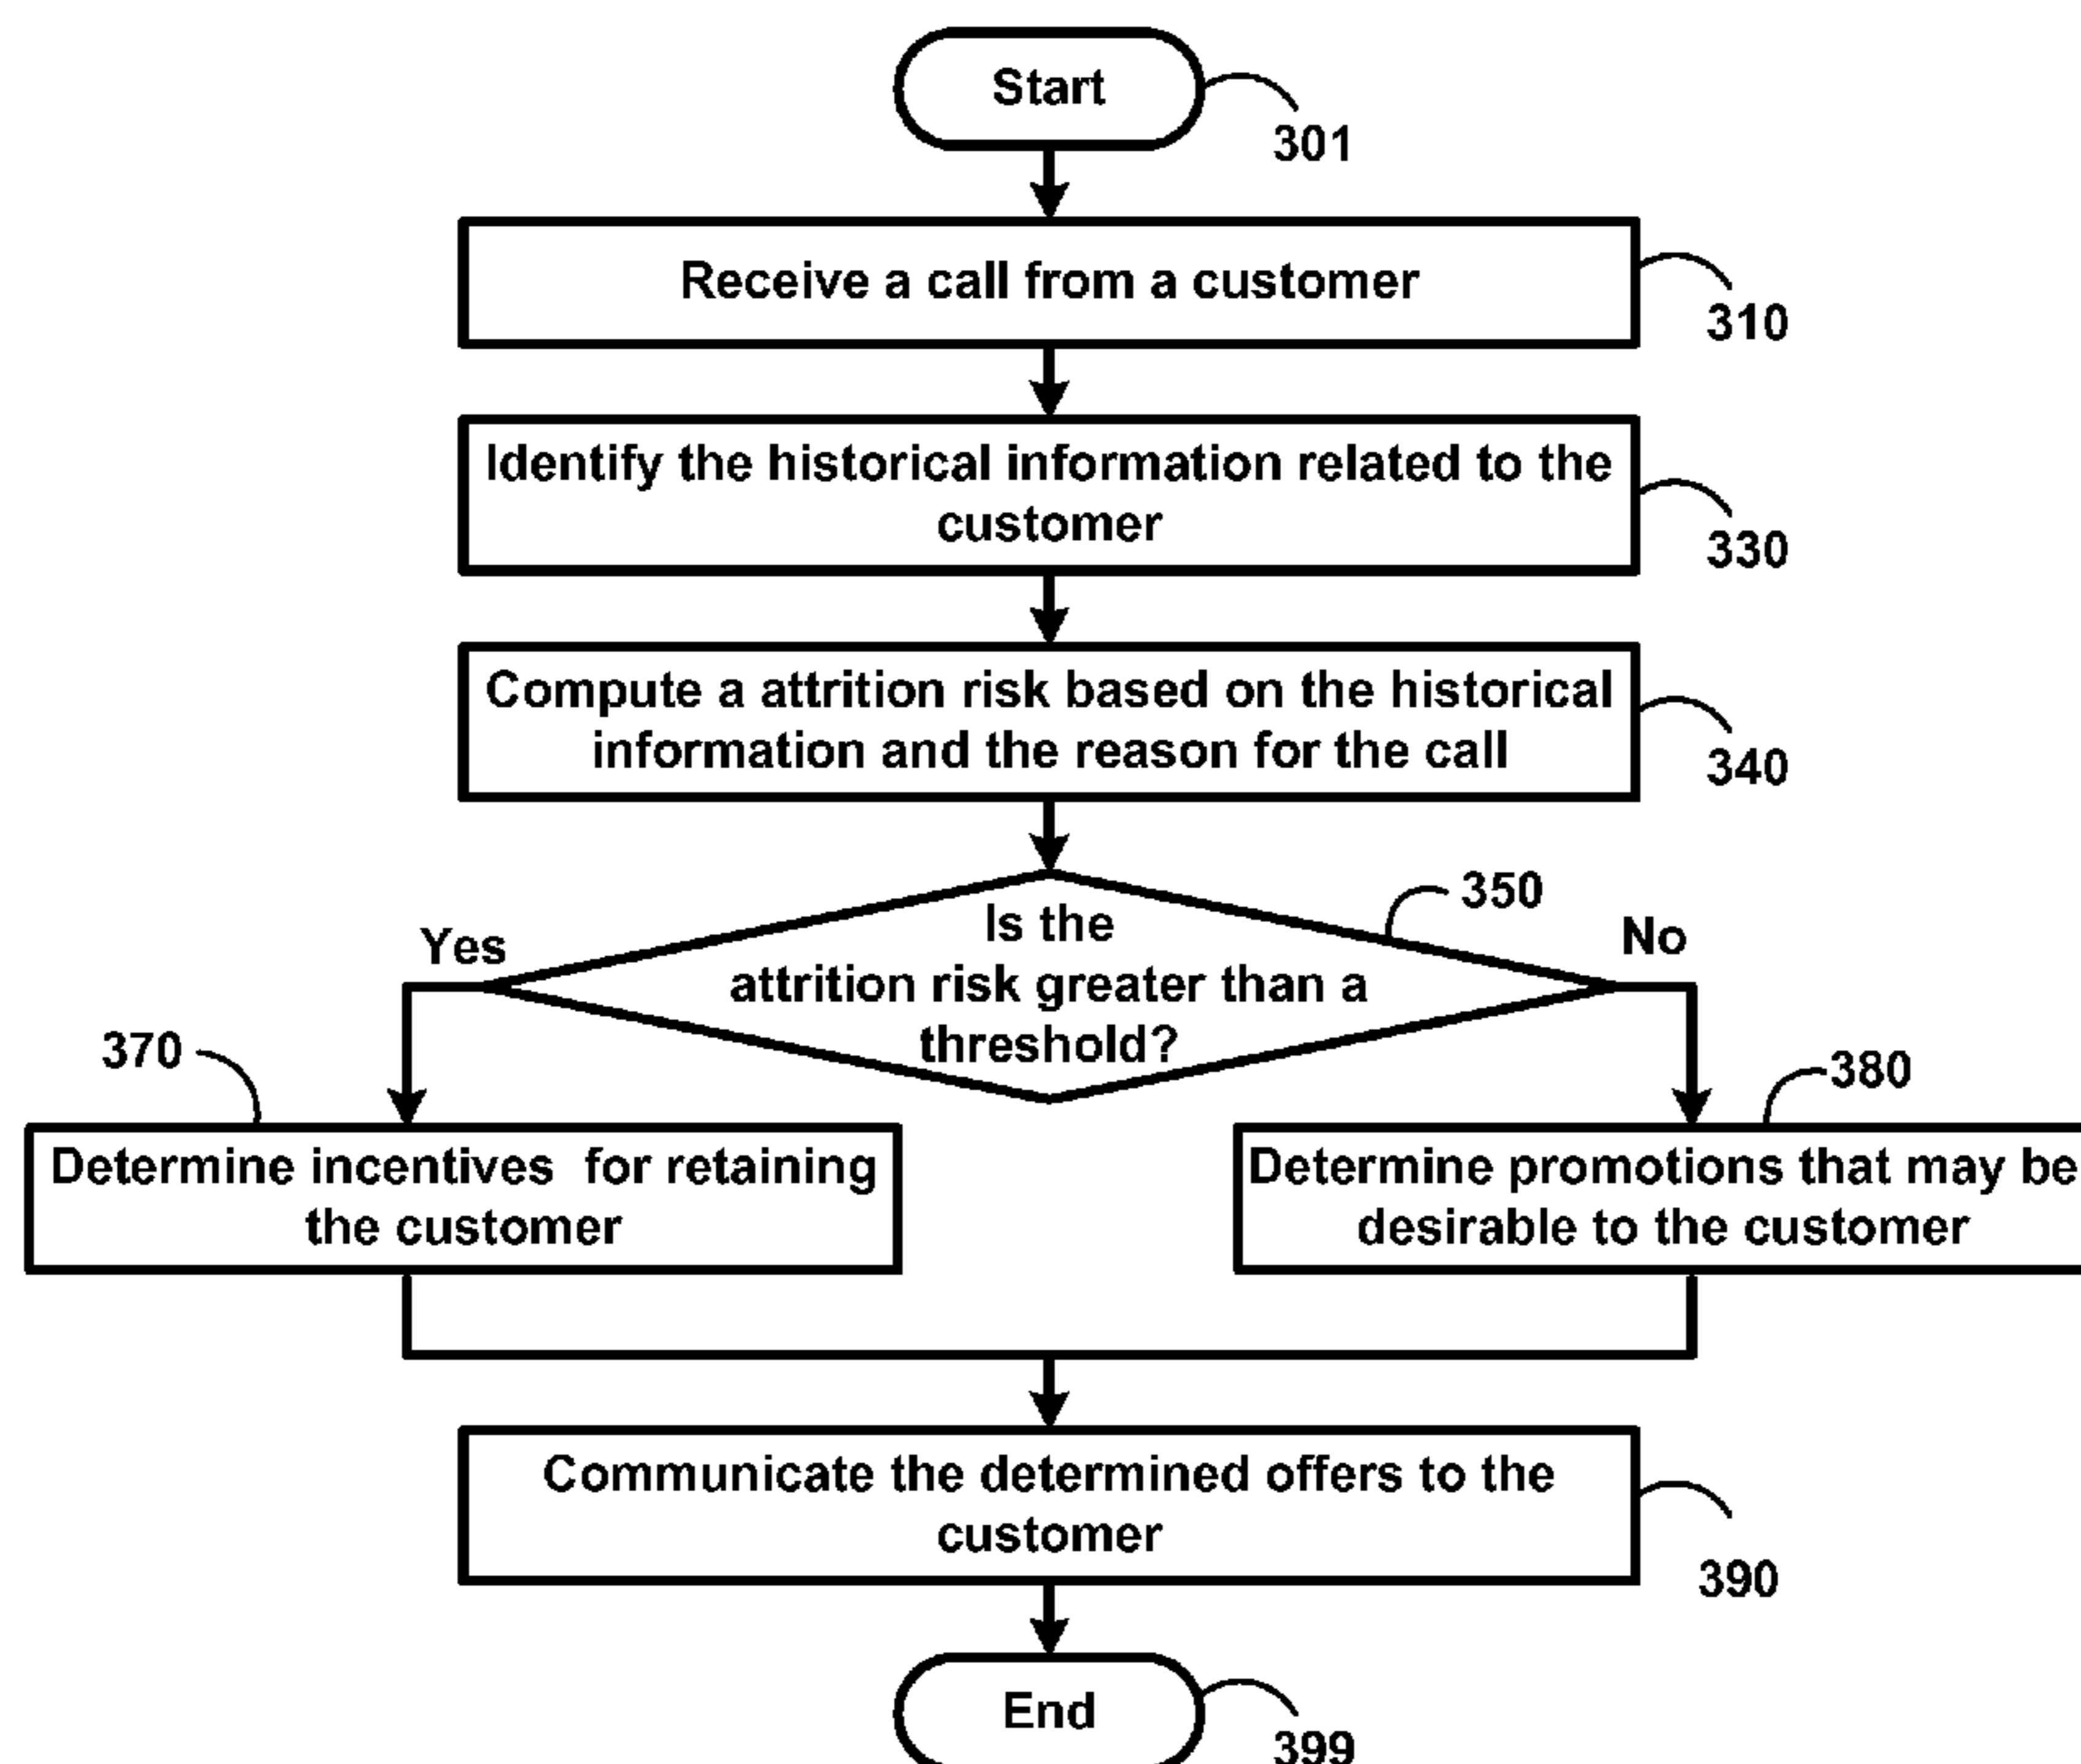 Start
301
Receive a call from a customer
310
Identify the historical information related to the
customer
330
Compute a attrition risk based on the historical
information and the reason for the call
340
350
Is the
attrition risk greater than a
threshold?
Yes
No
370
380
Determine incentives for retaining
the customer
Determine promotions that may be
desirable to the customer
Communicate the determined offers to the
customer
390
End
399